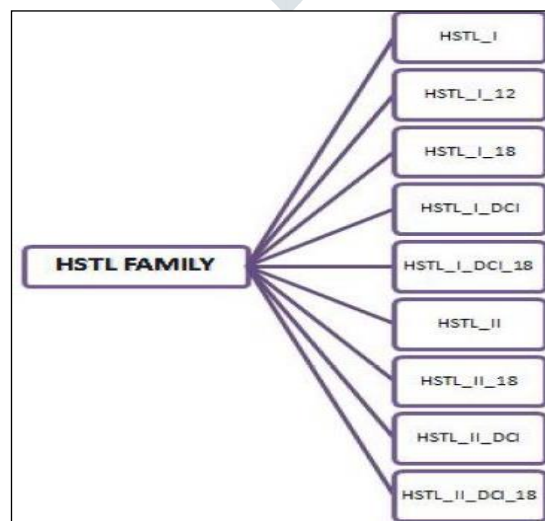 HSTL_I
HSTL_I_12
HSTL_I_18
HSTL_I_DCI
HSTL FAMILY
HSTL_I_DCI_18
HSTL_II
HSTL_II_18
HSTL_II_DCI
HSTL_II_DCI_18